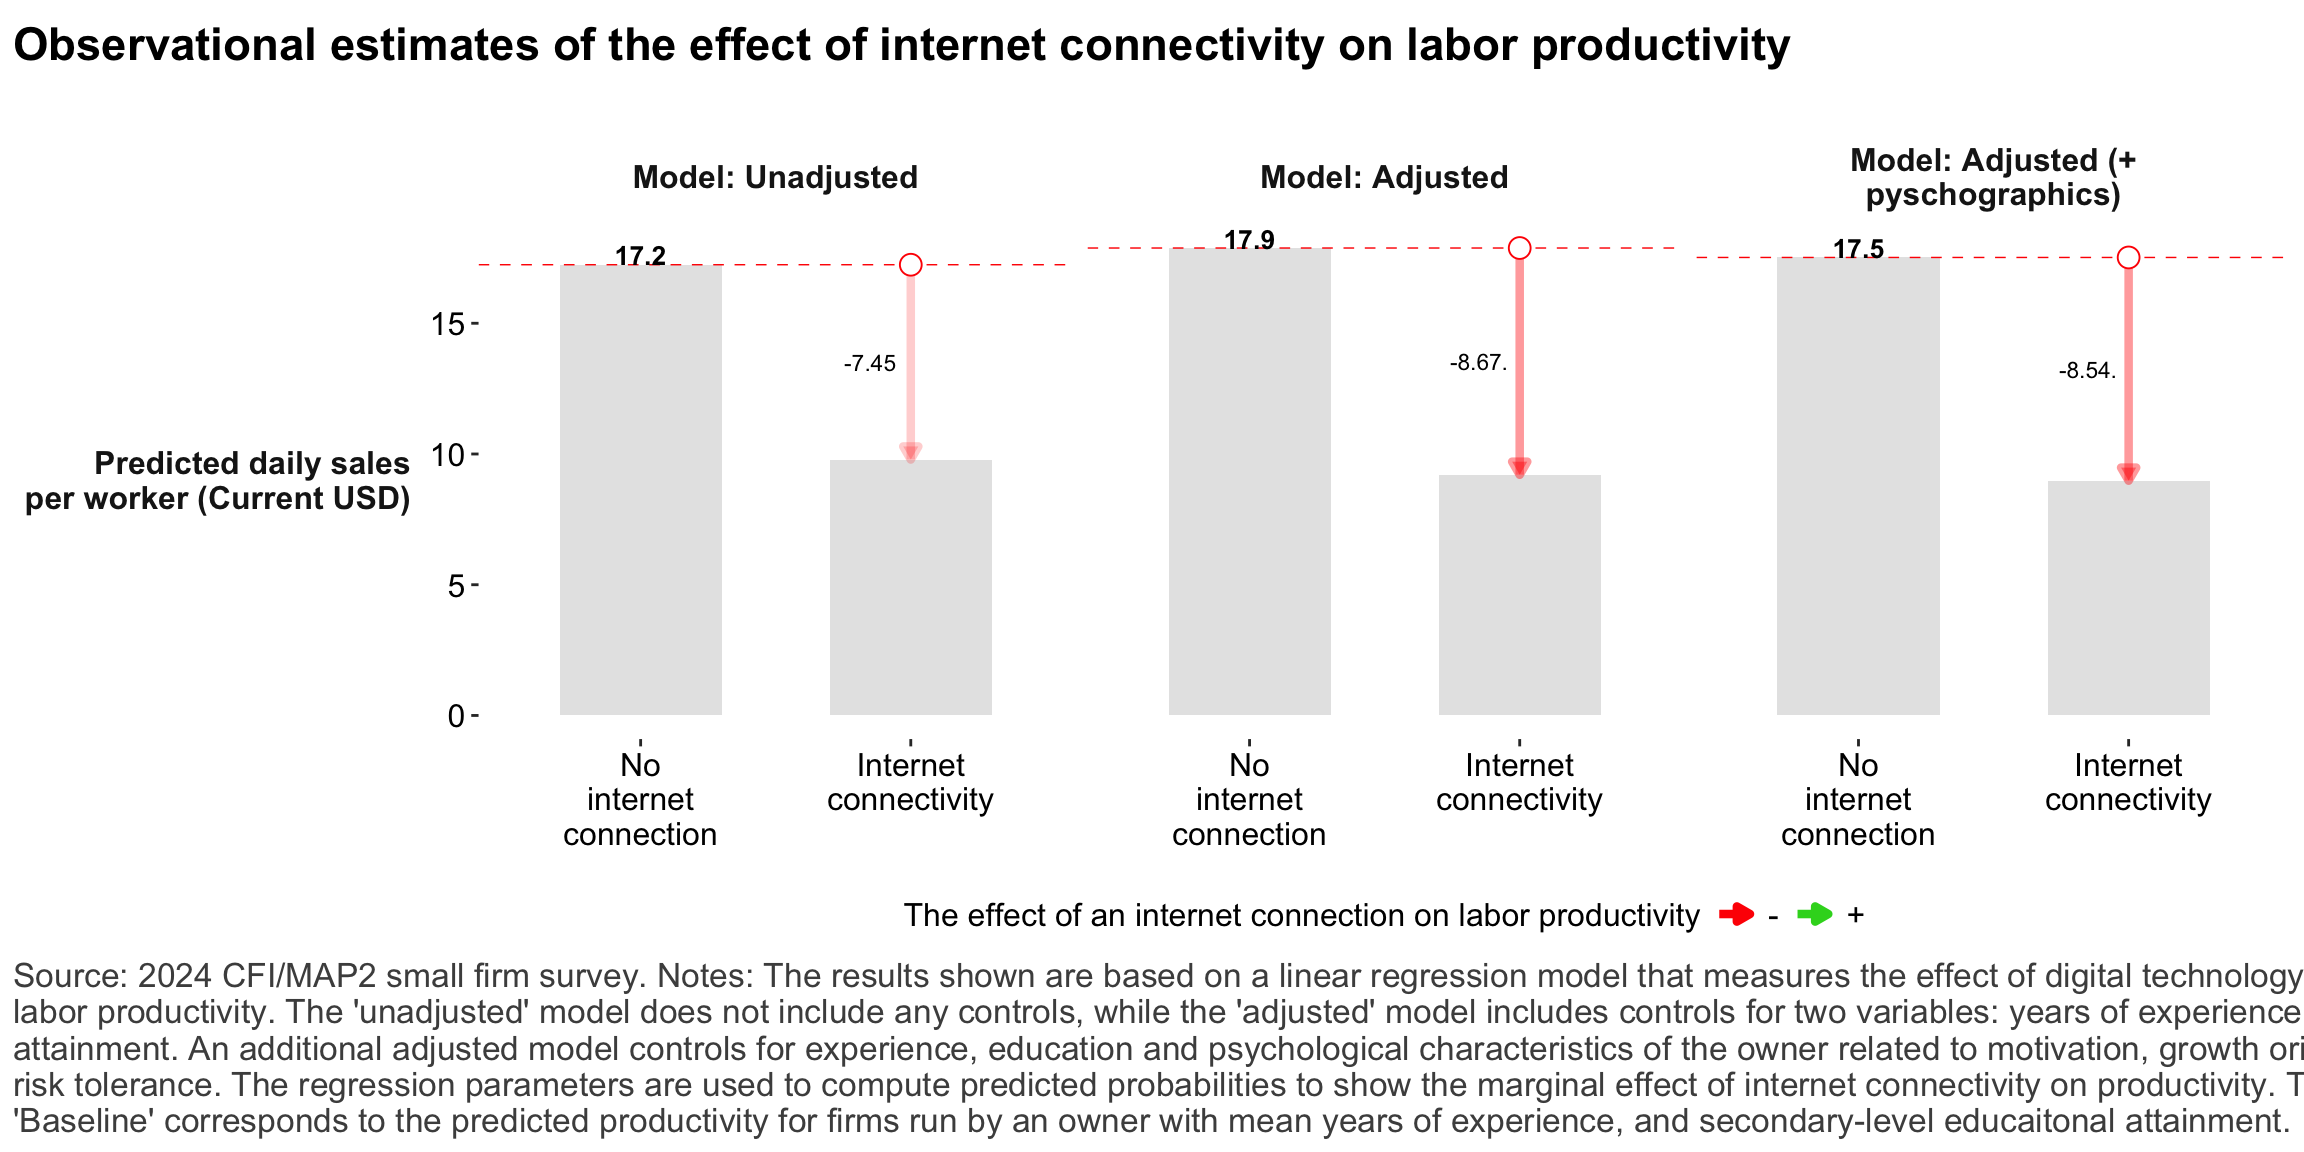 Observational estimates of the effect of internet connectivity on labor productivity
Model: Unadjusted
Model: Adjusted
Model: Adjusted (+
pyschographics)
17.2
17.9
17.5
15
-7.45
-8.67.
-8.54.
10
Predicted daily sales
per worker (Current USD)
5
0
No
internet
connection
Internet
connectivity
No
internet
connection
Internet
connectivity
No
internet
connection
Internet
connectivity
The effect of an internet connection on labor productivity - +
Source: 2024 CFI/MAP2 small firm survey. Notes: The results shown are based on a linear regression model that measures the effect of digital technology
labor productivity. The 'unadjusted' model does not include any controls, while the 'adjusted' model includes controls for two variables: years of experience
attainment. An additional adjusted model controls for experience, education and psychological characteristics of the owner related to motivation, growth ori
risk tolerance. The regression parameters are used to compute predicted probabilities to show the marginal effect of internet connectivity on productivity. T
'Baseline' corresponds to the predicted productivity for firms run by an owner with mean years of experience, and secondary-level educaitonal attainment.